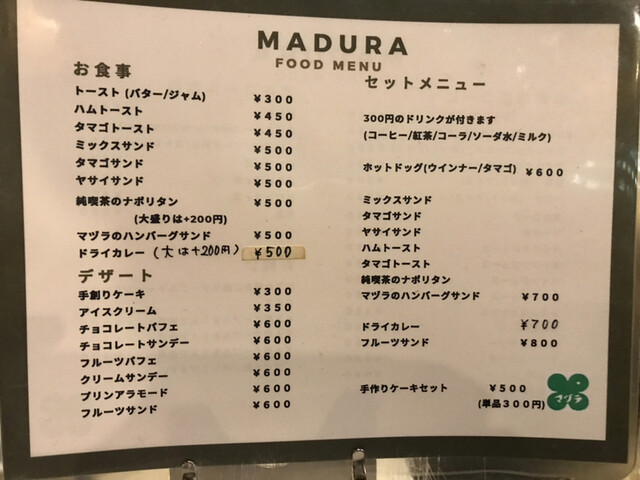 MADURA
FOOD MENU
お食事
トースト (バター/ジャム) ¥300
ハムトースト ¥450
タマゴトースト ¥450
ミックスサンド ¥500
タマゴサンド ¥500
ヤサイサンド ¥500
純喫茶のナポリタン ¥500
(大盛りは+200円)
マヅラのハンバーグサンド ¥500
ドライカレー (大は+200円) ¥500
デザート
手創りケーキ ¥300
アイスクリーム ¥350
チョコレートパフェ ¥600
チョコレートサンデー ¥600
フルーツパフェ ¥600
クリームサンデー ¥600
プリンアラモード ¥600
フルーツサンド ¥600
セットメニュー
300円のドリンクが付きます
(コーヒー/紅茶/コーラ/ソーダ水/ミルク)
ホットドッグ(ウインナー/タマゴ) ¥600
ミックスサンド
タマゴサンド
ヤサイサンド
ハムトースト
タマゴトースト
純喫茶のナポリタン
マヅラのハンバーグサンド ¥700
ドライカレー ¥700
フルーツサンド ¥800
手作りケーキセット ¥500
(単品300円)
マヅラ